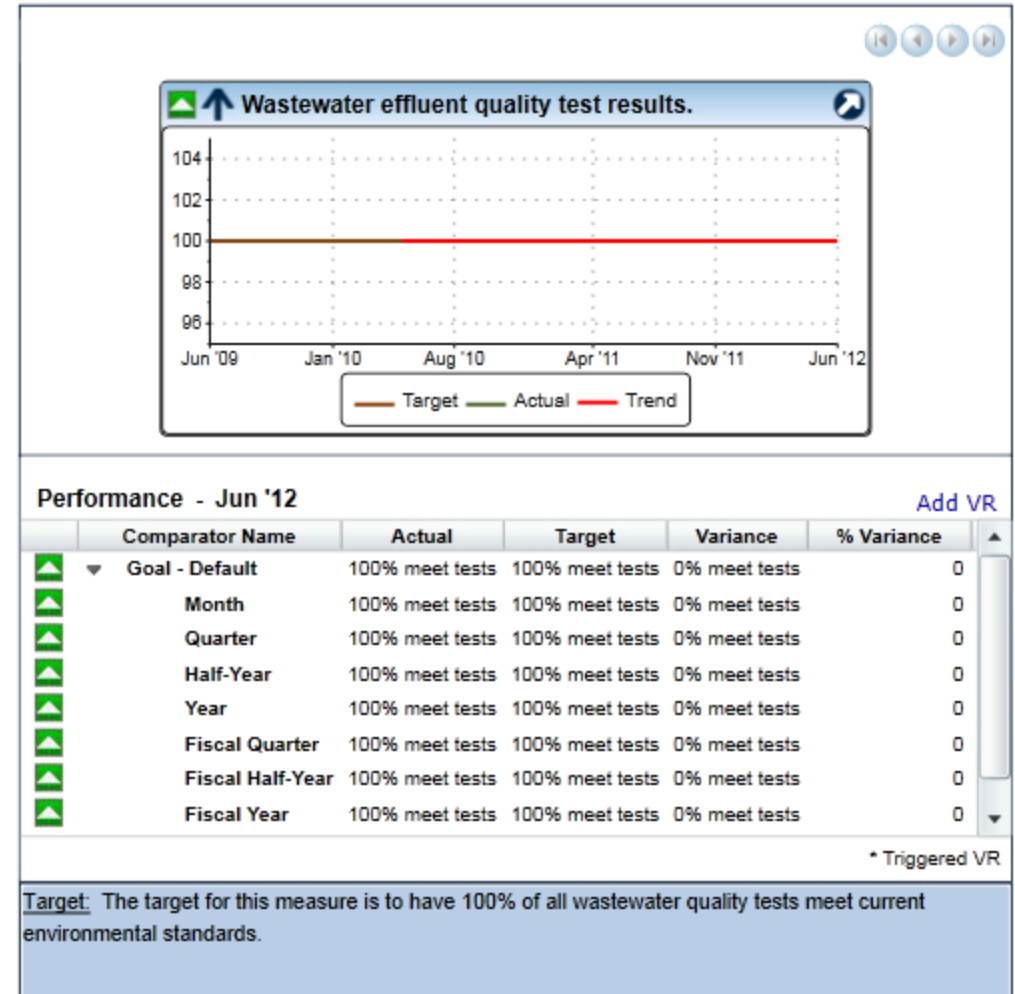 Wastewater effluent quality test results.
104
102
100
98
96
Jun '09 Jan '10 Aug '10 Apr '11 Nov '11 Jun '12
Target Actual Trend
Performance - Jun '12
Add VR
Comparator Name Actual Target Variance % Variance
Goal - Default 100% meet tests 100% meet tests 0% meet tests 0
Month 100% meet tests 100% meet tests 0% meet tests 0
Quarter 100% meet tests 100% meet tests 0% meet tests 0
Half-Year 100% meet tests 100% meet tests 0% meet tests 0
Year 100% meet tests 100% meet tests 0% meet tests 0
Fiscal Quarter 100% meet tests 100% meet tests 0% meet tests 0
Fiscal Half-Year 100% meet tests 100% meet tests 0% meet tests 0
Fiscal Year 100% meet tests 100% meet tests 0% meet tests 0
* Triggered VR
Target: The target for this measure is to have 100% of all wastewater quality tests meet current
environmental standards.